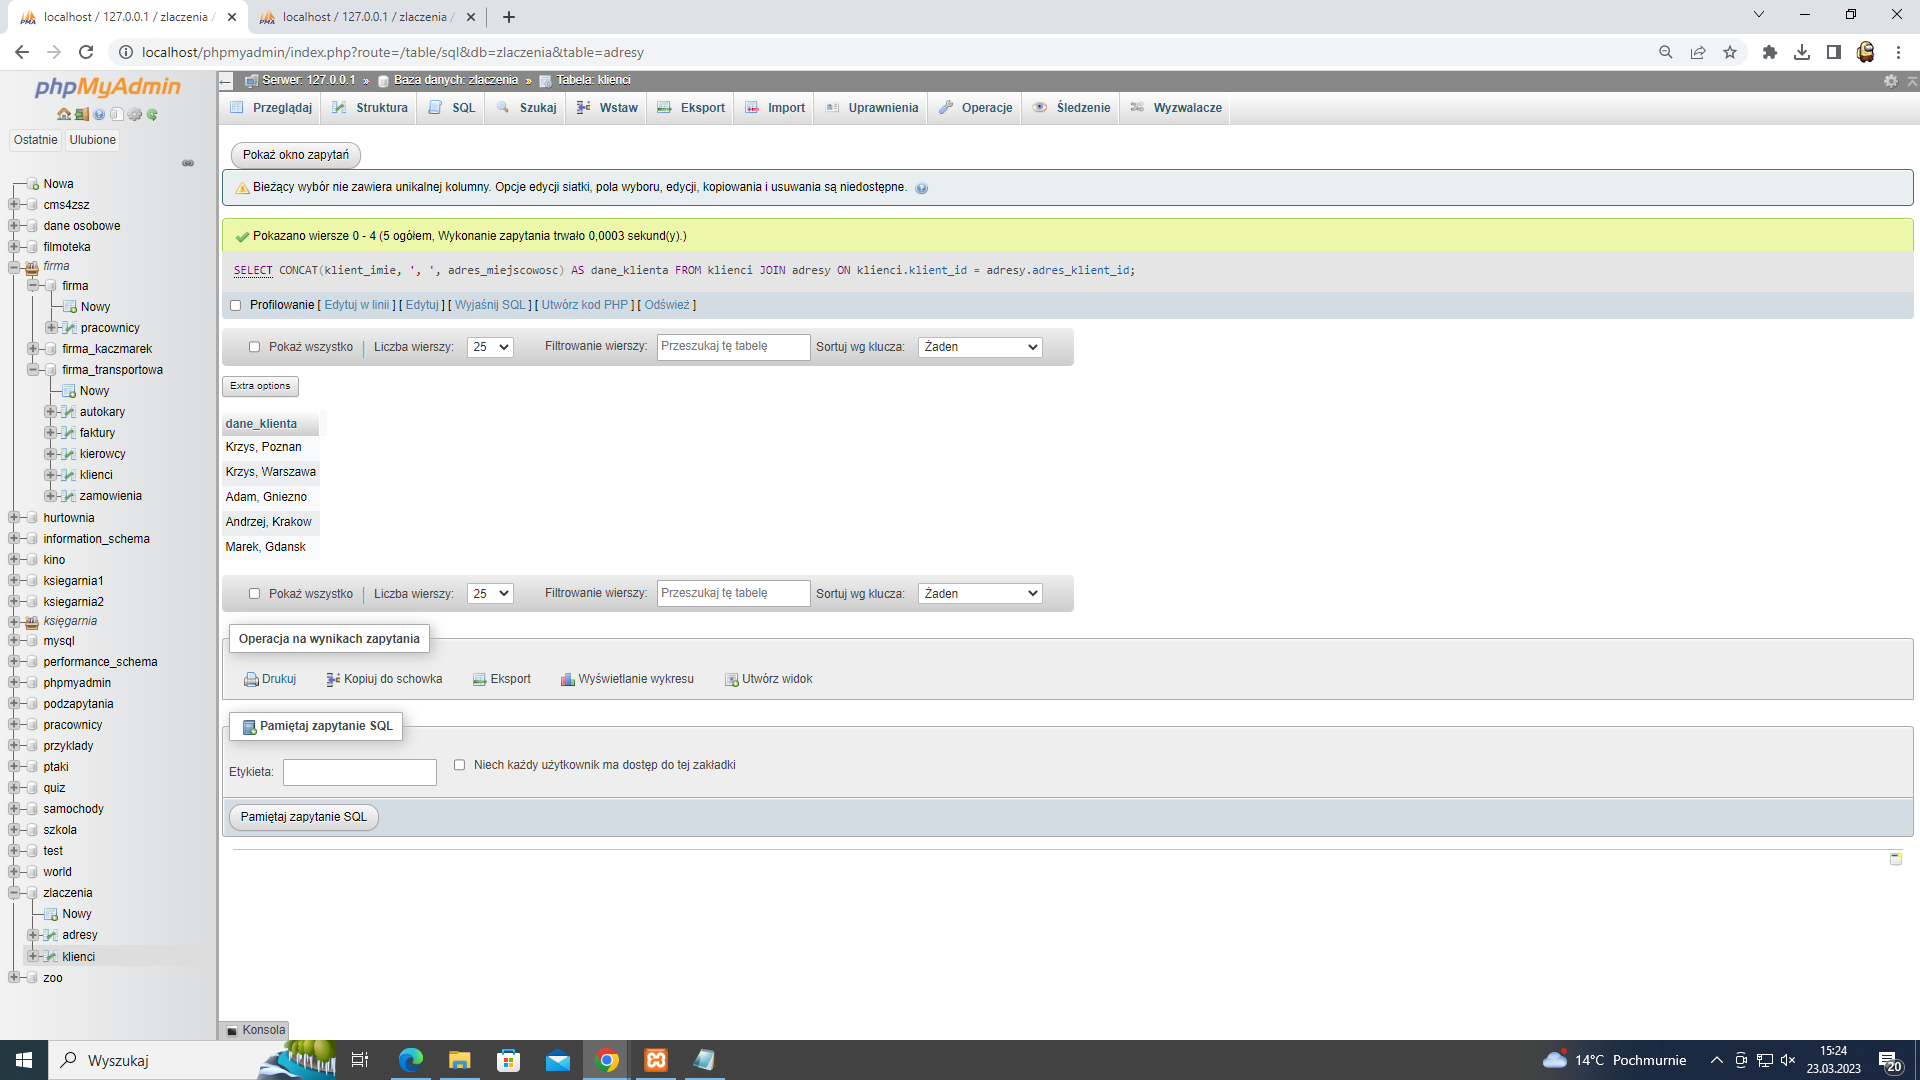 localhost / 127.0.0.1 / zlaczenia /
localhost / 127.0.0.1 / zlaczenia /
localhost/phpmyadmin/index.php?route=/table/sql&db=zlaczenia&table=adresy
phpMyAdmin
Ostatnie Ulubione
Nowa
cms4zsz
dane osobowe
filmoteka
firma
firma
Nowy
pracownicy
firma_kaczmarek
firma_transportowa
Nowy
autokary
faktury
kierowcy
klienci
zamowienia
hurtownia
information_schema
kino
ksiegarnia1
ksiegarnia2
księgarnia
mysql
performance_schema
phpmyadmin
podzapytania
pracownicy
przyklady
ptaki
quiz
samochody
szkola
test
world
zlaczenia
Nowy
adresy
klienci
zoo
Serwer: 127.0.0.1 » Baza danych: zlaczenia » Tabela: klienci
Przeglądaj Struktura SQL Szukaj Wstaw Eksport Import Uprawnienia Operacje Śledzenie Wyzwalacze
Pokaż okno zapytań
Bieżący wybór nie zawiera unikalnej kolumny. Opcje edycji siatki, pola wyboru, edycji, kopiowania i usuwania są niedostępne.
Pokazano wiersze 0 - 4 (5 ogółem, Wykonanie zapytania trwało 0,0003 sekund(y).)
SELECT CONCAT(klient_imie, ', ', adres_miejscowosc) AS dane_klienta FROM klienci JOIN adresy ON klienci.klient_id = adresy.adres_klient_id;
Profilowanie [ Edytuj w linii ] [ Edytuj ] [ Wyjaśnij SQL ] [ Utwórz kod PHP ] [ Odśwież ]
Pokaż wszystko Liczba wierszy: 25 Filtrowanie wierszy: Przeszukaj tę tabelę Sortuj wg klucza: Żaden
Extra options
dane_klienta
Krzys, Poznan
Krzys, Warszawa
Adam, Gniezno
Andrzej, Krakow
Marek, Gdansk
Pokaż wszystko Liczba wierszy: 25 Filtrowanie wierszy: Przeszukaj tę tabelę Sortuj wg klucza: Żaden
Operacja na wynikach zapytania
Drukuj Kopiuj do schowka Eksport Wyświetlanie wykresu Utwórz widok
Pamiętaj zapytanie SQL
Etykieta: Niech każdy użytkownik ma dostęp do tej zakładki
Pamiętaj zapytanie SQL
Konsola
Wyszukaj
14°C Pochmurnie
15:24
23.03.2023
20